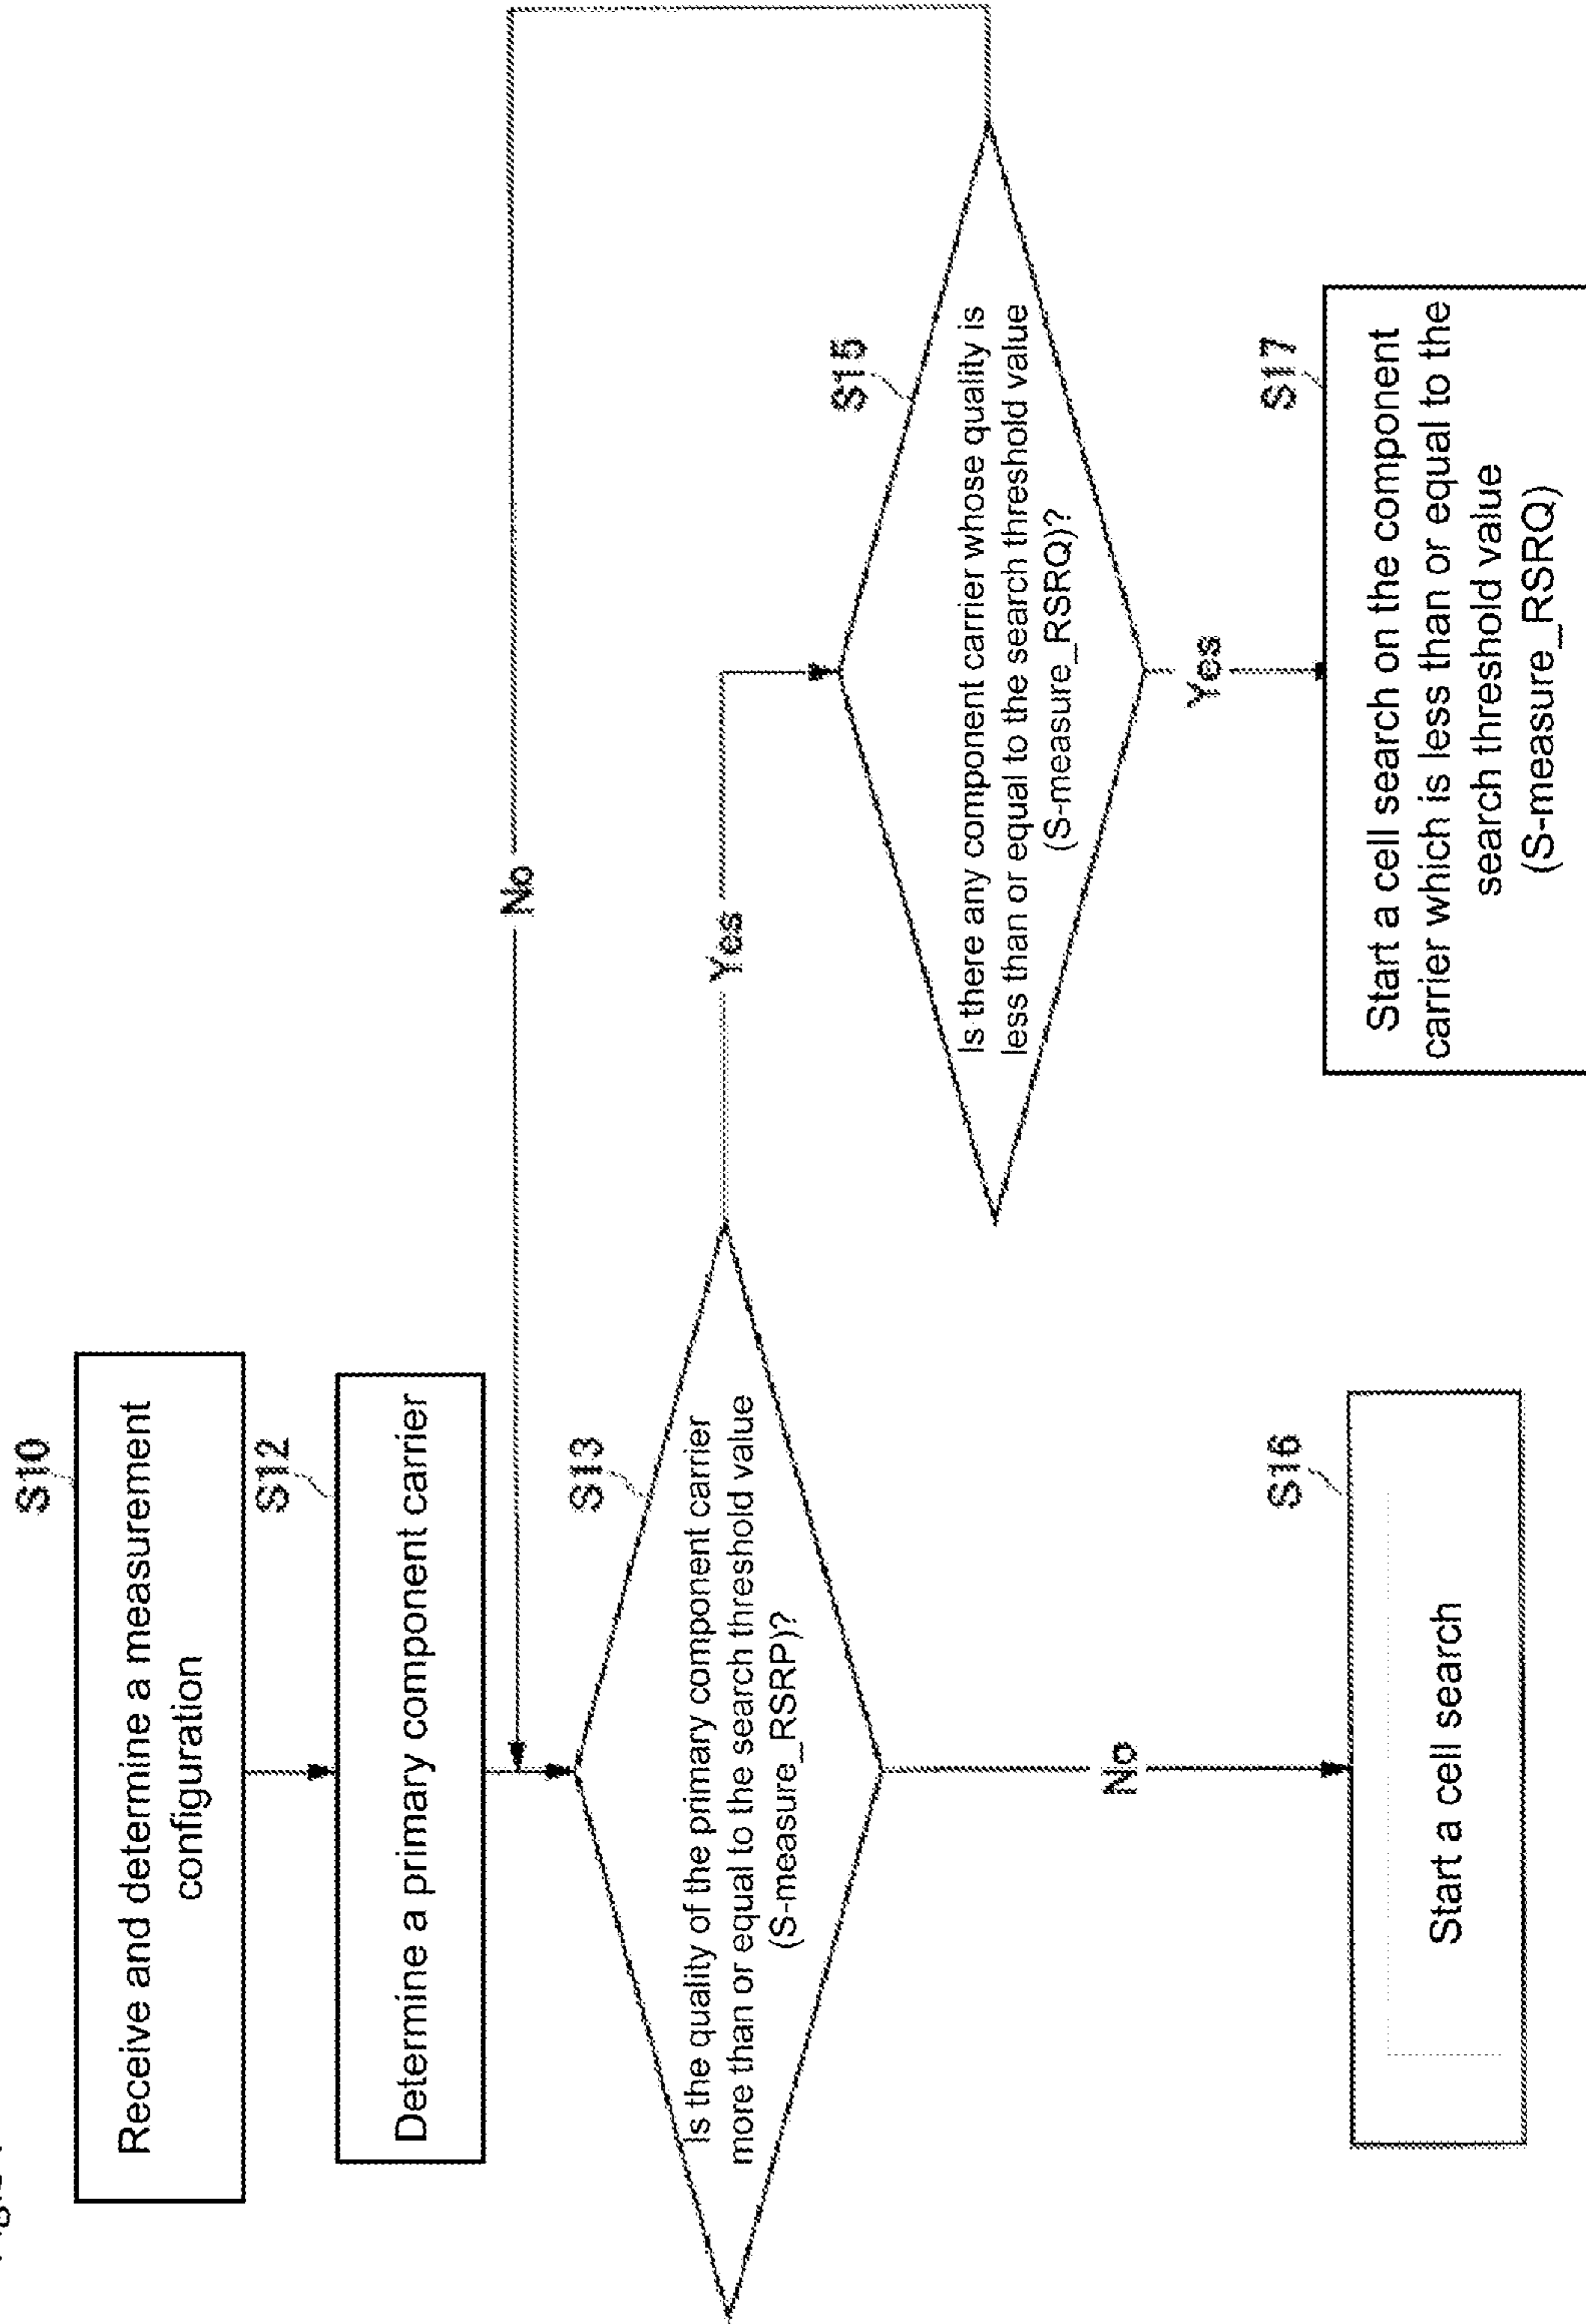 S10
Receive and determine a measurement
configuration
S12
Determine a primary component carrier
No
S13
Is the quality of the primary component carrier
more than or equal to the search threshold value
(S-measure_RSRP)?
Yes
S15
Is there any component carrier whose quality is
less than or equal to the search threshold value
(S-measure_RSRQ)?
No
Yes
S16
Start a cell search
S17
Start a cell search on the component
carrier which is less than or equal to the
search threshold value
(S-measure_RSRQ)